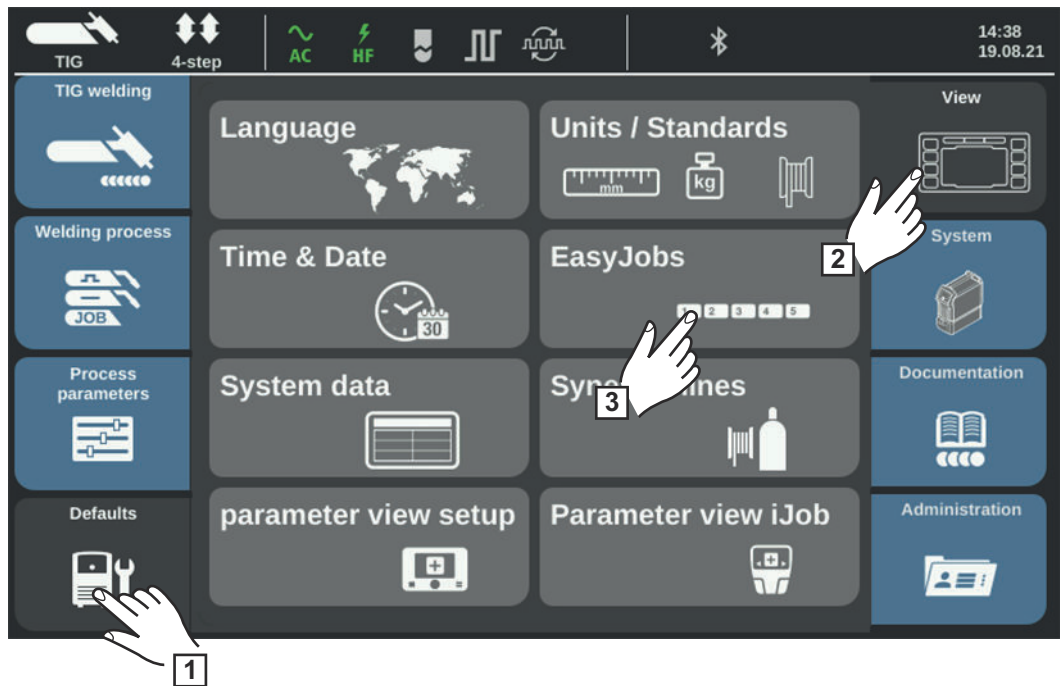 TIG
4-step
AC
HF
14:38
19.08.21
TIG welding
Welding process
JOB
Process
parameters
Defaults
Language
Units / Standards
mm
kg
Time & Date
30
EasyJobs
2 3 4 5
System data
parameter view setup
Parameter view iJob
View
System
Documentation
Administration
1
2
3